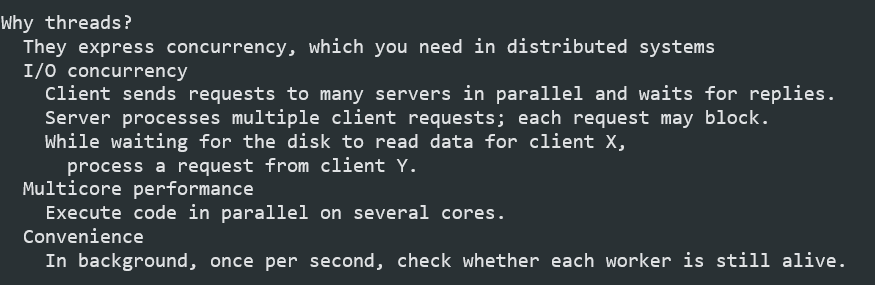 Why threads?
They express concurrency, which you need in distributed systems
I/O concurrency
Client sends requests to many servers in parallel and waits for replies.
Server processes multiple client requests; each request may block.
While waiting for the disk to read data for client X,
process a request from client Y.
Multicore performance
Execute code in parallel on several cores.
Convenience
In background, once per second, check whether each worker is still alive.